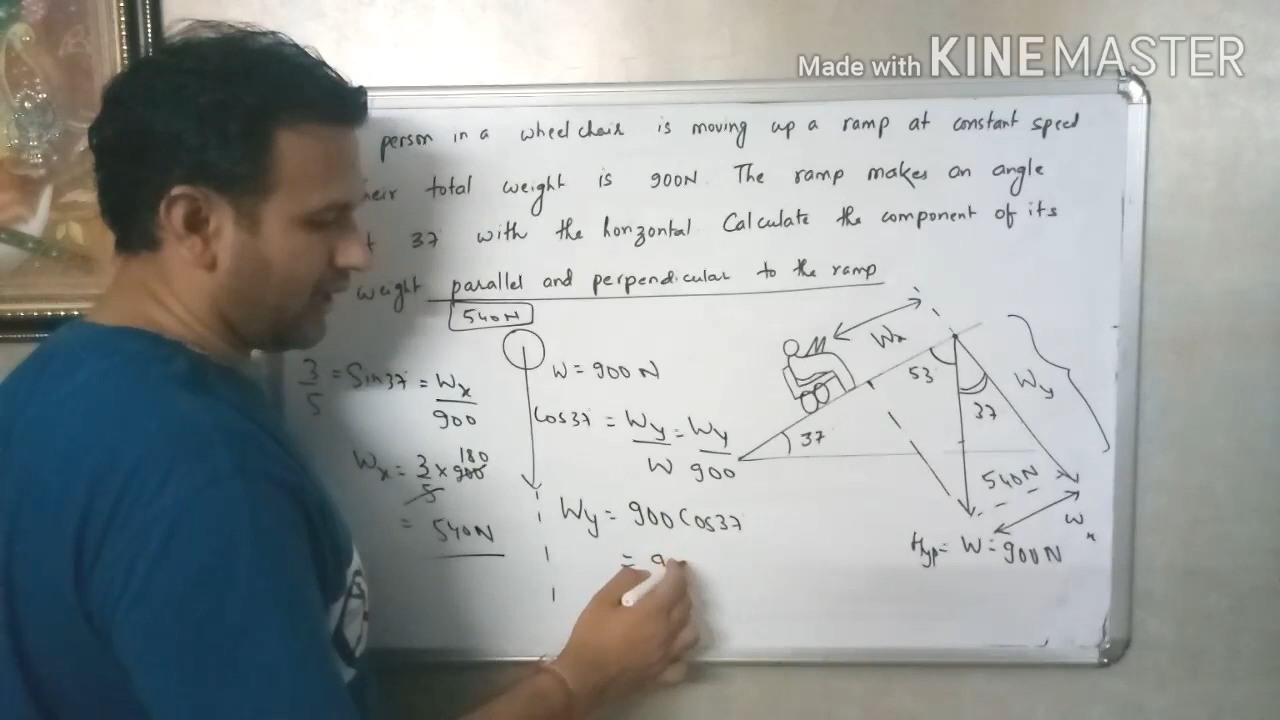 Made with KINEMASTER
person in a wheelchair is moving up a ramp at constant speed
heir total weight is 900N. The ramp makes an angle
37 with the horizontal. Calculate the component of its
weight parallel and perpendicular to the ramp
540N
3/5 = Sin37 = Wx/900
Wx = 3/5 × 900 180
= 540N
W = 900 N
Cos37 = Wy/W = Wy/900
Wy = 900 Cos37
= 9
Wx
53
37
37
Wy
540N
Wx
Hyp = W = 900N